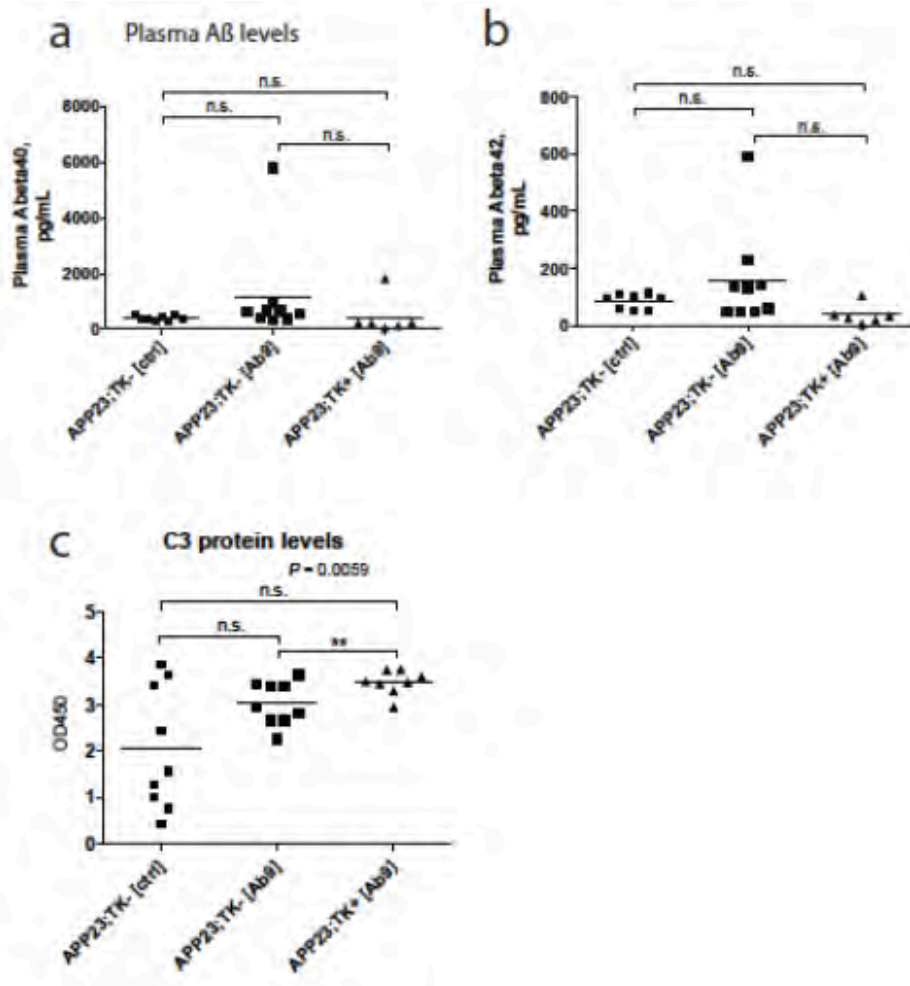 a Plasma Aß levels
n.s.
n.s.
n.s.
8000
6000
4000
2000
0
Plasma Abeta40,
pg/mL
APP23;TK- [ctrl]
APP23;TK- [Ab9]
APP23;TK+ [Ab9]
b
n.s.
n.s.
n.s.
800
600
400
200
0
Plasma Abeta42,
pg/mL
APP23;TK- [ctrl]
APP23;TK- [Ab9]
APP23;TK+ [Ab9]
c C3 protein levels
P = 0.0059
n.s.
n.s.
**
5
4
3
2
1
0
OD450
APP23;TK- [ctrl]
APP23;TK- [Ab9]
APP23;TK+ [Ab9]